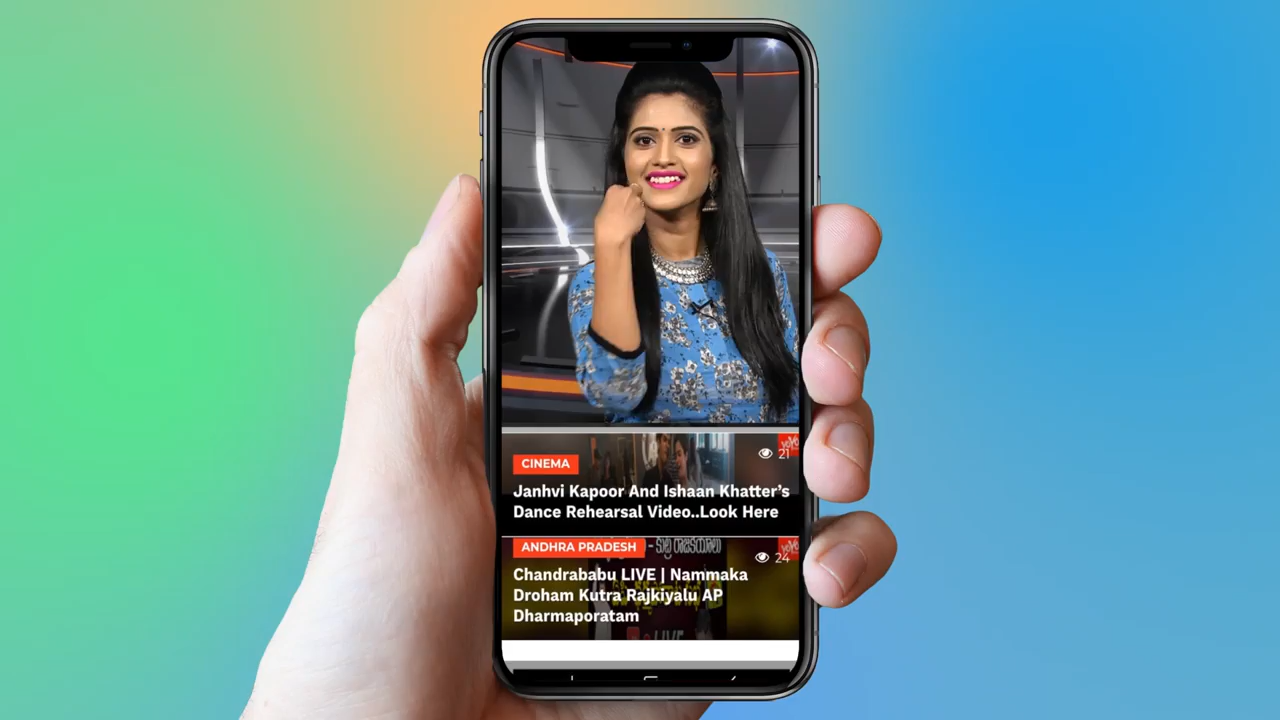 21
CINEMA
Janhvi Kapoor And Ishaan Khatter's
Dance Rehearsal Video..Look Here
ANDHRA PRADESH
24
Chandrababu LIVE | Nammaka
Droham Kutra Rajkiyalu AP
Dharmaporatam
LIVE